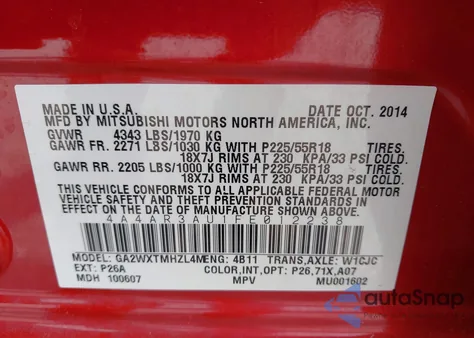 MADE IN U.S.A. DATE OCT. 2014
MFD BY MITSUBISHI MOTORS NORTH AMERICA, INC.
GVWR 4343 LBS/1970 KG
GAWR FR. 2271 LBS/1030 KG WITH P225/55R18 TIRES.
18X7J RIMS AT 230 KPA/33 PSI COLD.
GAWR RR. 2205 LBS/1000 KG WITH P225/55R18 TIRES.
18X7J RIMS AT 230 KPA/33 PSI COLD.
THIS VEHICLE CONFORMS TO ALL APPLICABLE FEDERAL MOTOR
VEHICLE SAFETY AND THEFT PREVENTION STANDARDS IN
EFFECT ON THE DATE OF MANUFACTURE SHOWN ABOVE.
4A4AR3AU1FE012238
MODEL: GA2WXTMHZL4M ENG: 4B11 TRANS,AXLE: W1CJC
EXT: P26A COLOR,INT,OPT: P26,71X,A07
MDH 100607 MPV MU001602
autoSnap